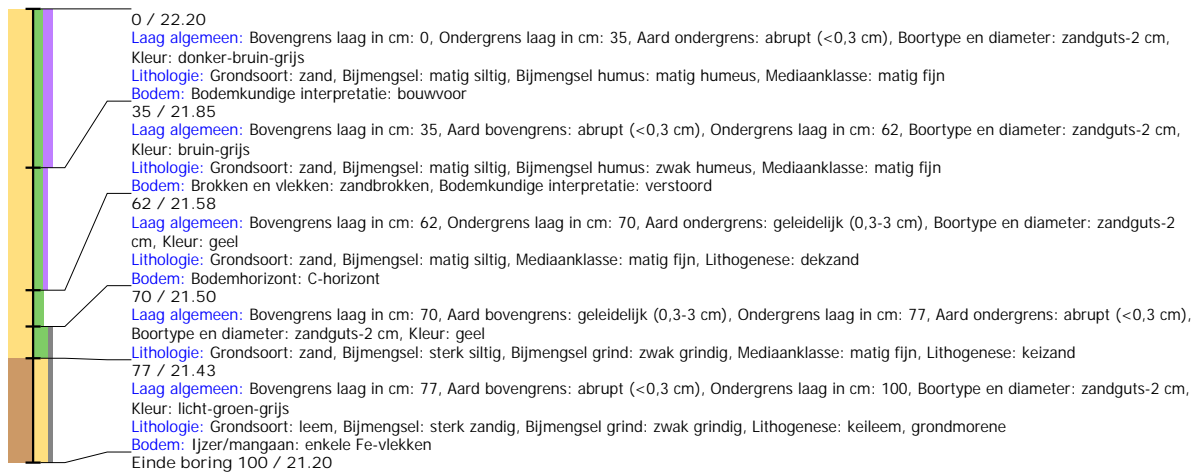 0 / 22.20
Laag algemeen: Bovengrens laag in cm: 0, Ondergrens laag in cm: 35, Aard ondergrens: abrupt (<0,3 cm), Boortype en diameter: zandguts-2 cm,
Kleur: donker-bruin-grijs
Lithologie: Grondsoort: zand, Bijmengsel: matig siltig, Bijmengsel humus: matig humeus, Mediaanklasse: matig fijn
Bodem: Bodemkundige interpretatie: bouwvoor
35 / 21.85
Laag algemeen: Bovengrens laag in cm: 35, Aard bovengrens: abrupt (<0,3 cm), Ondergrens laag in cm: 62, Boortype en diameter: zandguts-2 cm,
Kleur: bruin-grijs
Lithologie: Grondsoort: zand, Bijmengsel: matig siltig, Bijmengsel humus: zwak humeus, Mediaanklasse: matig fijn
Bodem: Brokken en vlekken: zandbrokken, Bodemkundige interpretatie: verstoord
62 / 21.58
Laag algemeen: Bovengrens laag in cm: 62, Ondergrens laag in cm: 70, Aard ondergrens: geleidelijk (0,3-3 cm), Boortype en diameter: zandguts-2
cm, Kleur: geel
Lithologie: Grondsoort: zand, Bijmengsel: matig siltig, Mediaanklasse: matig fijn, Lithogenese: dekzand
Bodem: Bodemhorizont: C-horizont
70 / 21.50
Laag algemeen: Bovengrens laag in cm: 70, Aard bovengrens: geleidelijk (0,3-3 cm), Ondergrens laag in cm: 77, Aard ondergrens: abrupt (<0,3 cm),
Boortype en diameter: zandguts-2 cm, Kleur: geel
Lithologie: Grondsoort: zand, Bijmengsel: sterk siltig, Bijmengsel grind: zwak grindig, Mediaanklasse: matig fijn, Lithogenese: keizand
77 / 21.43
Laag algemeen: Bovengrens laag in cm: 77, Aard bovengrens: abrupt (<0,3 cm), Ondergrens laag in cm: 100, Boortype en diameter: zandguts-2 cm,
Kleur: licht-groen-grijs
Lithologie: Grondsoort: leem, Bijmengsel: sterk zandig, Bijmengsel grind: zwak grindig, Lithogenese: keileem, grondmorene
Bodem: Ijzer/mangaan: enkele Fe-vlekken
Einde boring 100 / 21.20